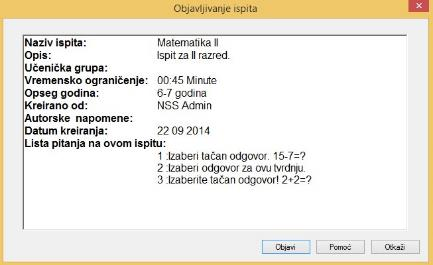 Objavljivanje ispita
Naziv ispita: Matematika II
Opis: Ispit za II razred.
Učenička grupa:
Vremensko ograničenje: 00:45 Minute
Opseg godina: 6-7 godina
Kreirano od: NSS Admin
Autorske napomene:
Datum kreiranja: 22 09 2014
Lista pitanja na ovom ispitu:
1 :Izaberi tačan odgovor. 15-7=?
2 :Izaberi odgovor za ovu tvrdnju.
3 :Izaberite tačan odgovor! 2+2=?
Objavi Pomoć Otkaži